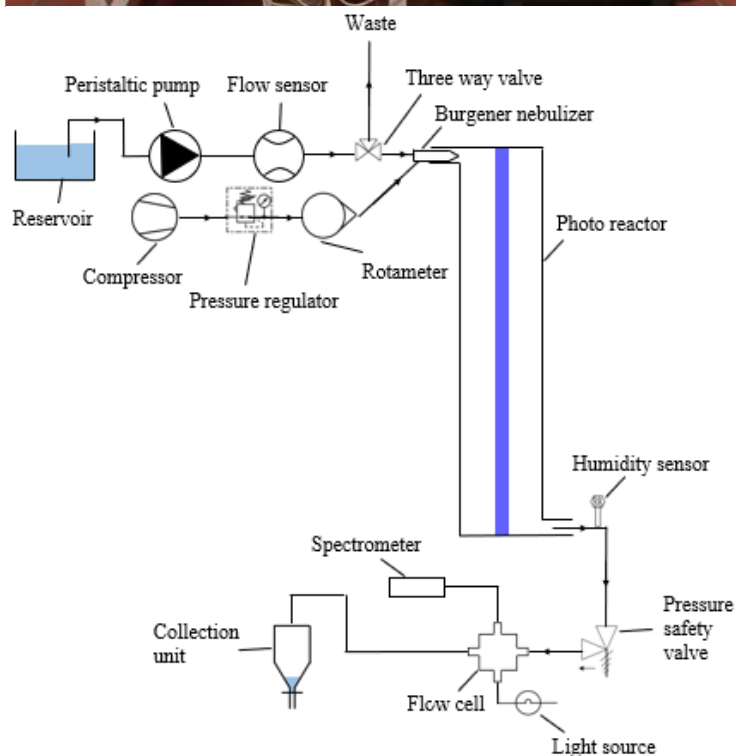 Waste
Peristaltic pump
Flow sensor
Three way valve
Burgener nebulizer
Reservoir
Compressor
Pressure regulator
Rotameter
Photo reactor
Humidity sensor
Spectrometer
Collection
unit
Flow cell
Pressure
safety
valve
Light source